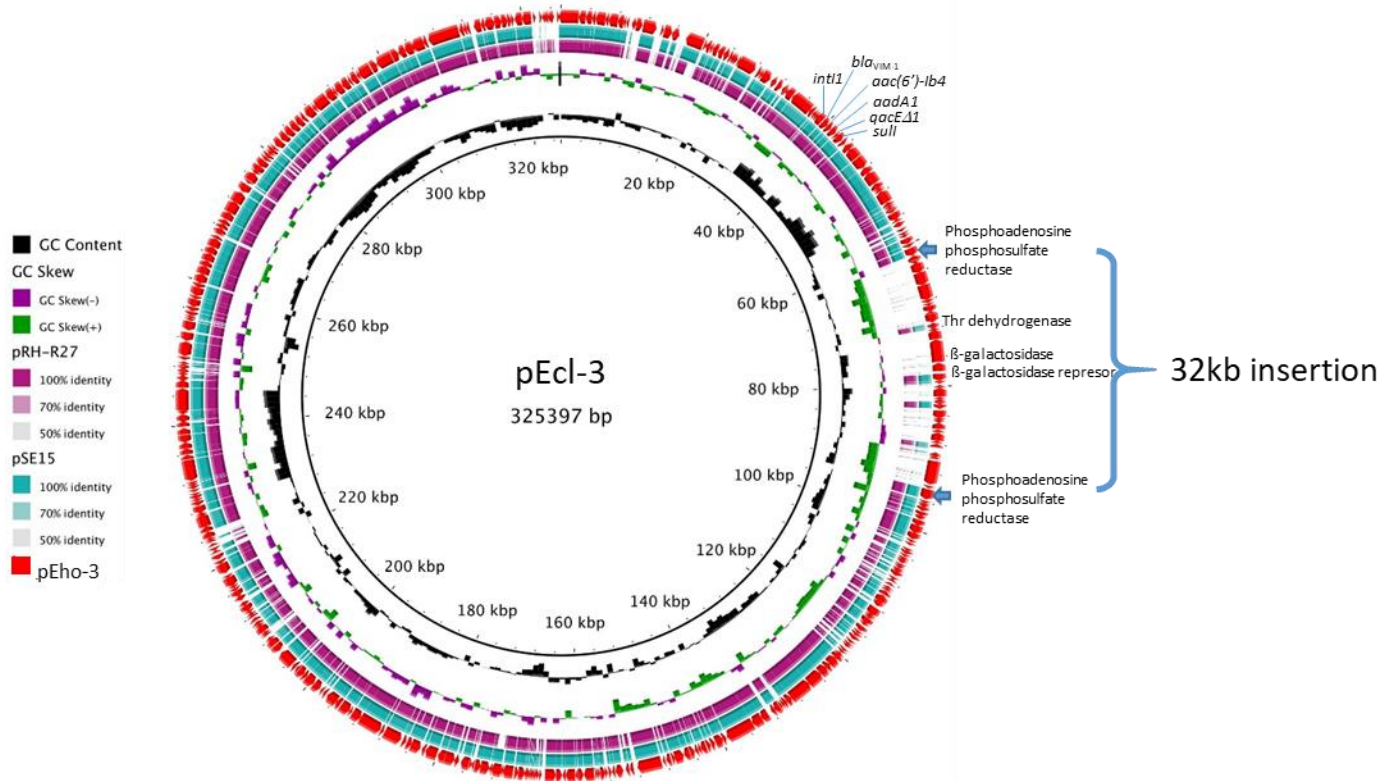 intI1
blaVIM-1
aac(6')-Ib4
aadA1
qacEΔ1
sulI
GC Content
GC Skew
GC Skew(-)
GC Skew(+)
pRH-R27
100% identity
70% identity
50% identity
pSE15
100% identity
70% identity
50% identity
pEho-3
320 kbp
20 kbp
40 kbp
60 kbp
80 kbp
100 kbp
120 kbp
140 kbp
160 kbp
180 kbp
200 kbp
220 kbp
240 kbp
260 kbp
280 kbp
300 kbp
pEcl-3
325397 bp
Phosphoadenosine
phosphosulfate
reductase
Thr dehydrogenase
ß-galactosidase
ß-galactosidase represor
Phosphoadenosine
phosphosulfate
reductase
32kb insertion